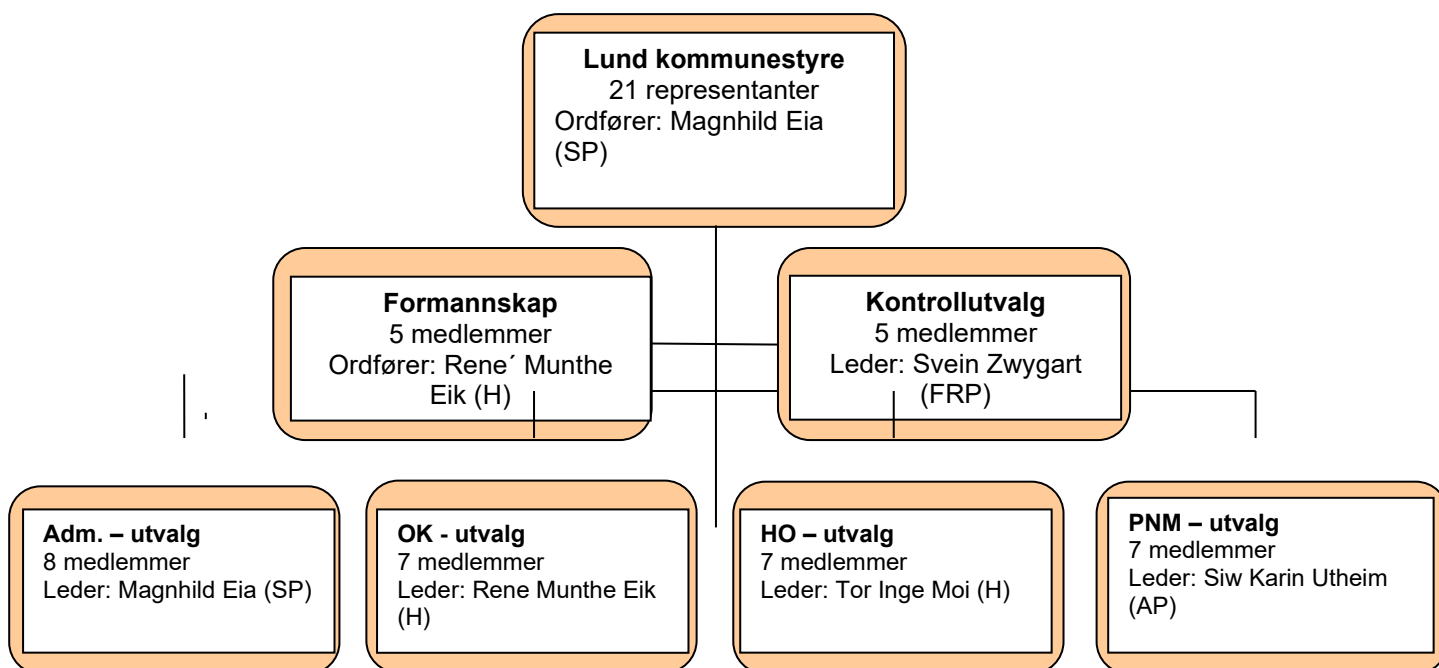 Lund kommunestyre
21 representanter
Ordfører: Magnhild Eia
(SP)
Formannskap
5 medlemmer
Ordfører: Rene´ Munthe
Eik (H)
Kontrollutvalg
5 medlemmer
Leder: Svein Zwygart
(FRP)
Adm. – utvalg
8 medlemmer
Leder: Magnhild Eia (SP)
OK - utvalg
7 medlemmer
Leder: Rene Munthe Eik
(H)
HO – utvalg
7 medlemmer
Leder: Tor Inge Moi (H)
PNM – utvalg
7 medlemmer
Leder: Siw Karin Utheim
(AP)